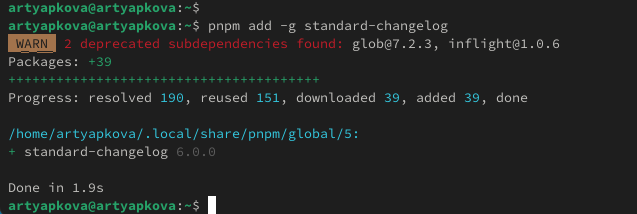 artyapkova@artyapkova:~$
artyapkova@artyapkova:~$ pnpm add -g standard-changelog
WARN 2 deprecated subdependencies found: glob@7.2.3, inflight@1.0.6
Packages: +39
+++++++++++++++++++++++++++++++++++++++
Progress: resolved 190, reused 151, downloaded 39, added 39, done
/home/artyapkova/.local/share/pnpm/global/5:
+ standard-changelog 6.0.0
Done in 1.9s
artyapkova@artyapkova:~$